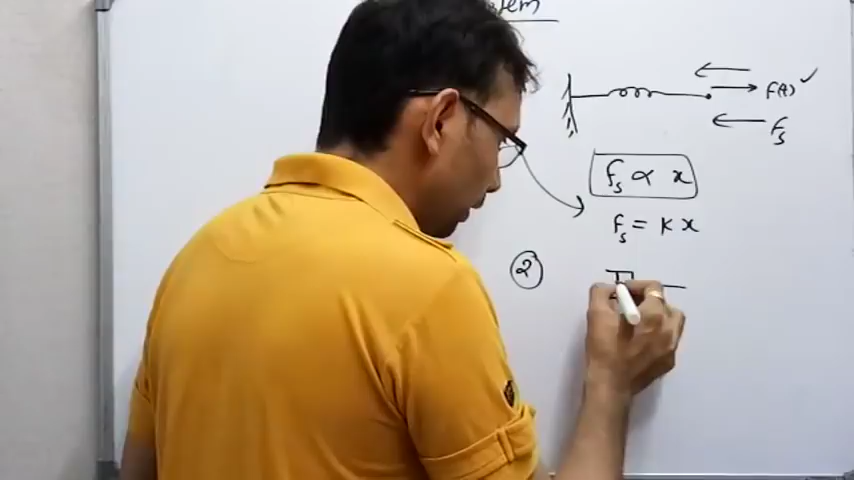 f(t) ✓
fs
fs ∝ x
fs = Kx
②